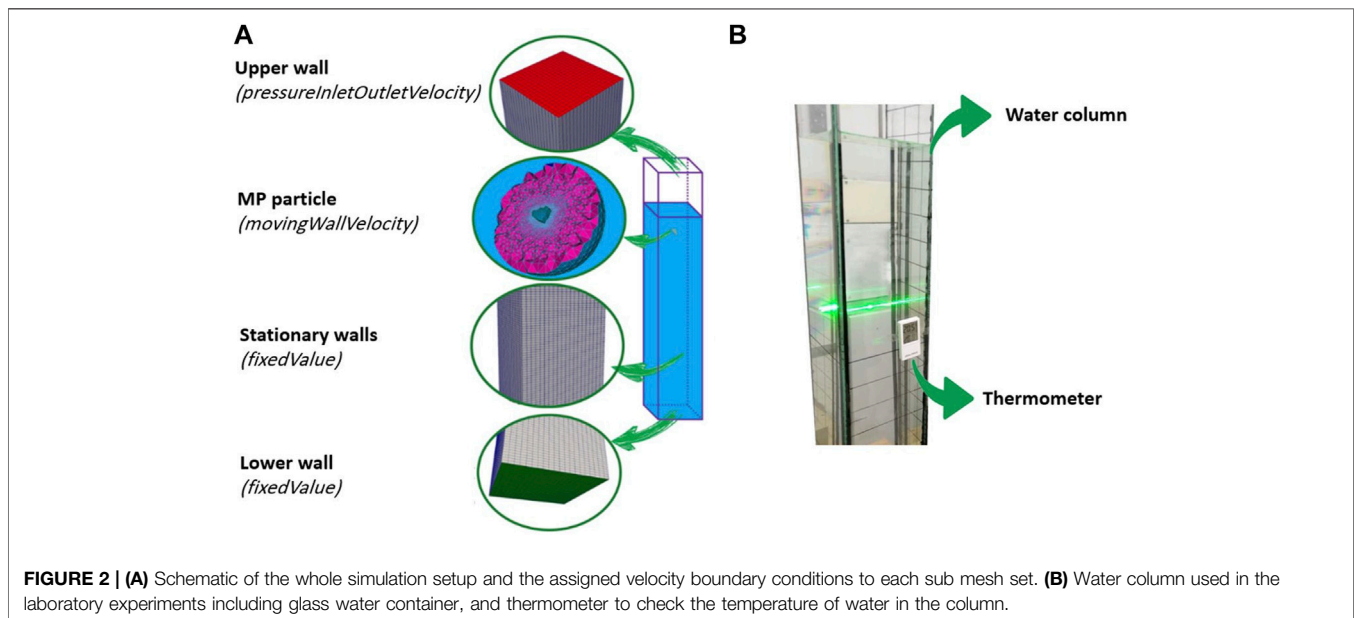 A
B
Upper wall
(pressureInletOutletVelocity)
MP particle
(movingWallVelocity)
Stationary walls
(fixedValue)
Lower wall
(fixedValue)
Water column
Thermometer
FIGURE 2 | (A) Schematic of the whole simulation setup and the assigned velocity boundary conditions to each sub mesh set. (B) Water column used in the
laboratory experiments including glass water container, and thermometer to check the temperature of water in the column.